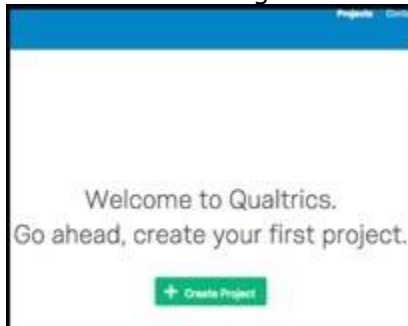 Projects
Welcome to Qualtrics.
Go ahead, create your first project.
+ Create Project